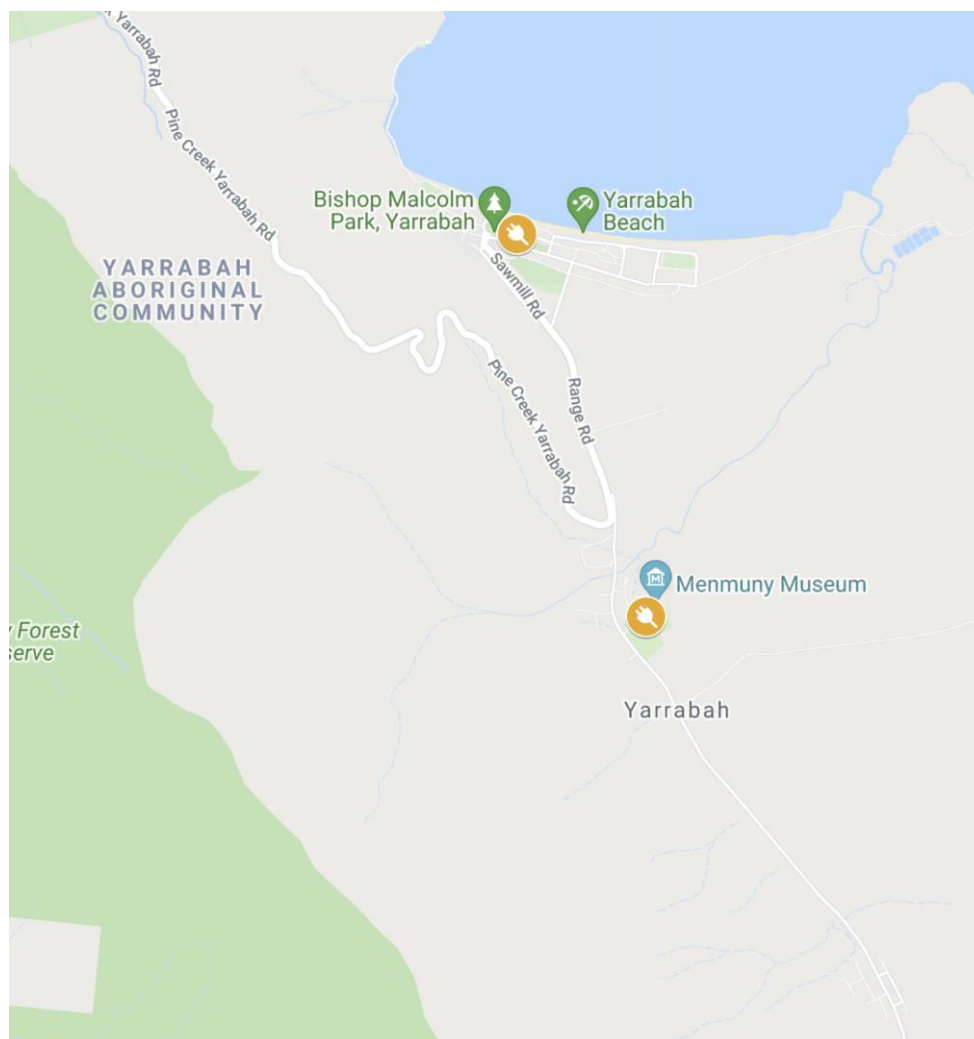 Yarrabah Rd
Pine Creek Yarrabah Rd
Bishop Malcolm
Park, Yarrabah
Yarrabah
Beach
YARRABAH
ABORIGINAL
COMMUNITY
Sawmill Rd
Pine Creek Yarrabah Rd
Range Rd
Menmuny Museum
Forest
serve
Yarrabah